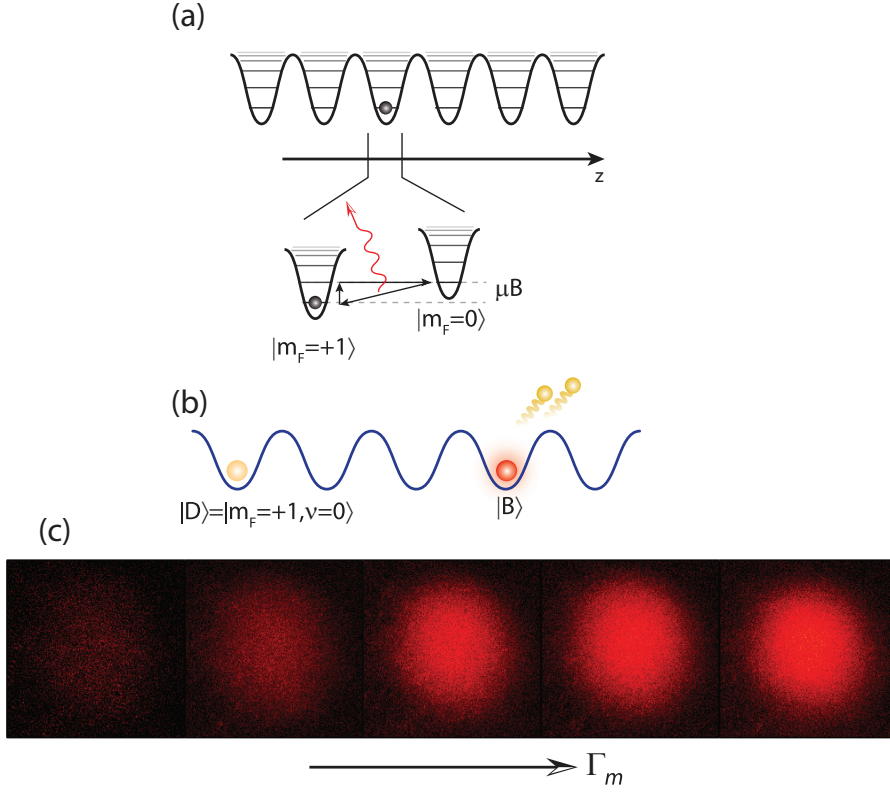 (a)
z
μB
|m_F=+1⟩
|m_F=0⟩
(b)
|D⟩=|m_F=+1,ν=0⟩
|B⟩
(c)
Γ_m